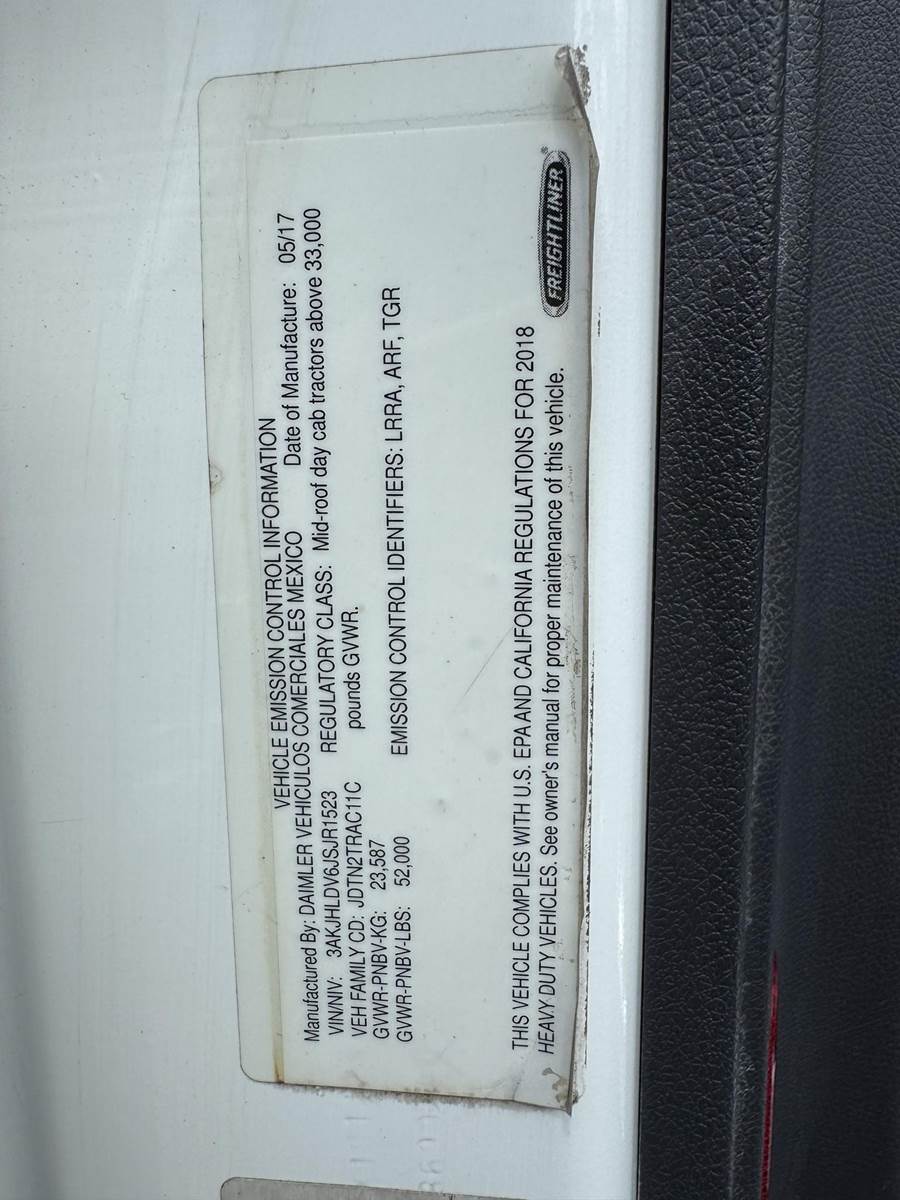 VEHICLE EMISSION CONTROL INFORMATION
Manufactured By: DAIMLER VEHICULOS COMERCIALES MEXICO Date of Manufacture: 05/17
VIN/NIV: 3AKJHLDV6JSJR1523 REGULATORY CLASS: Mid-roof day cab tractors above 33,000
VEH FAMILY CD: JDTN2TRAC11C pounds GVWR.
GVWR-PNBV-KG: 23,587
GVWR-PNBV-LBS: 52,000 EMISSION CONTROL IDENTIFIERS: LRRA, ARF, TGR
THIS VEHICLE COMPLIES WITH U.S. EPA AND CALIFORNIA REGULATIONS FOR 2018
HEAVY DUTY VEHICLES. See owner's manual for proper maintenance of this vehicle.
FREIGHTLINER®